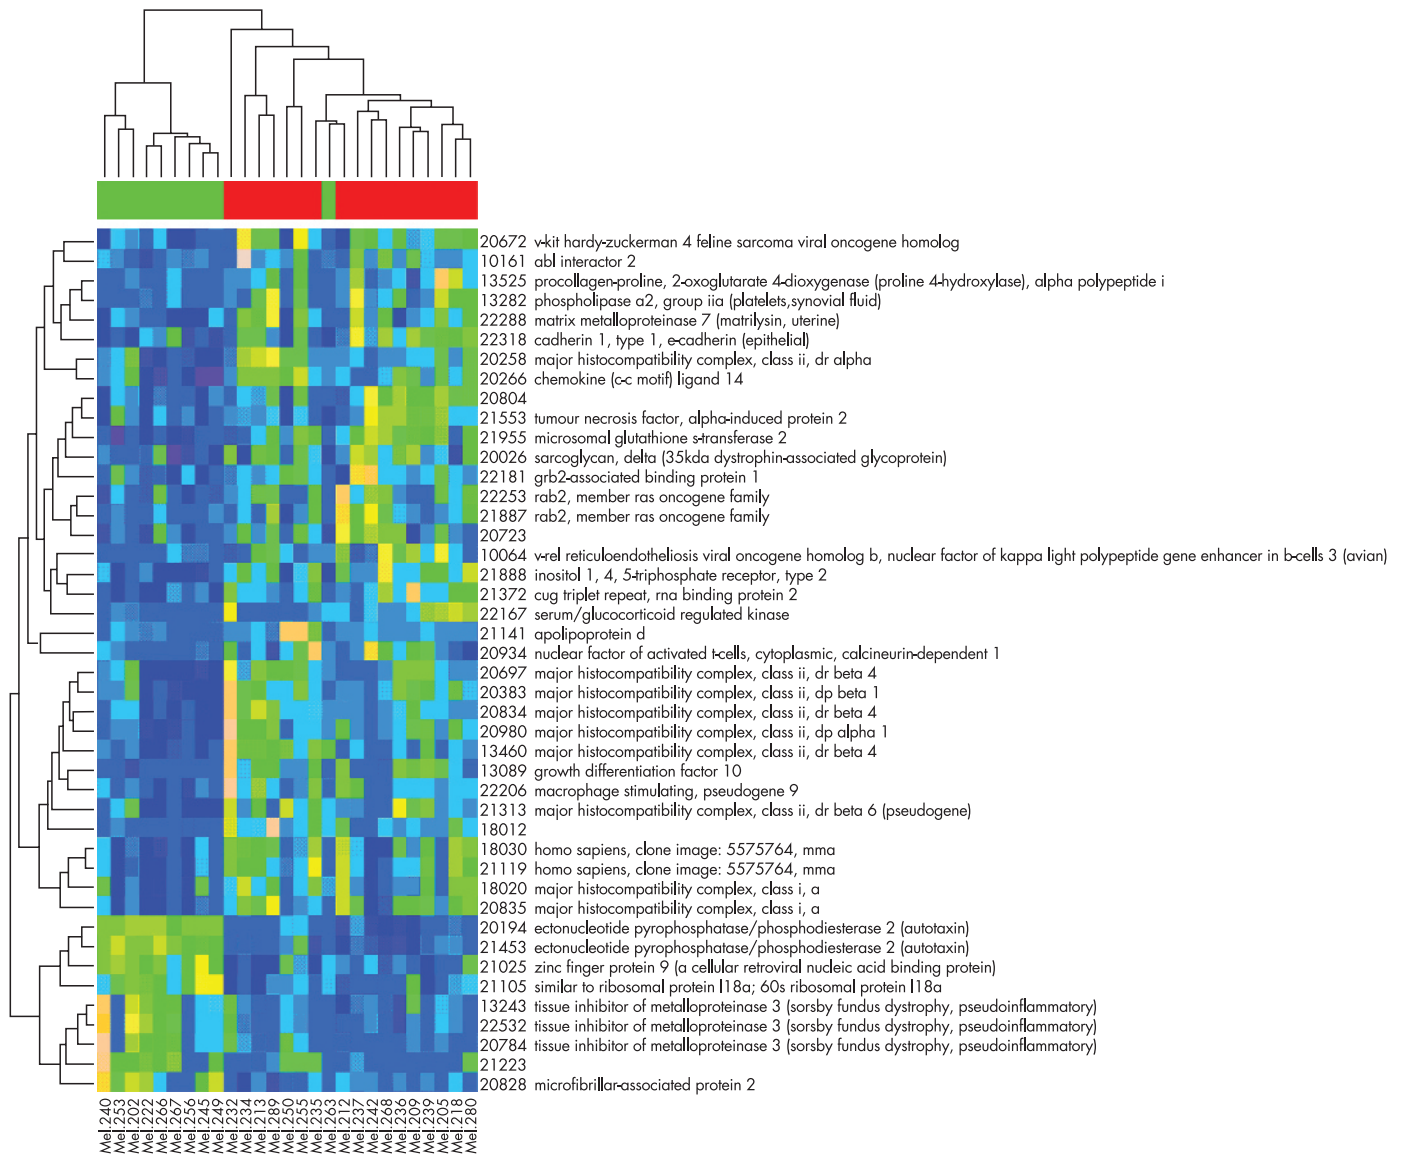 20672 v-kit hardy-zuckerman 4 feline sarcoma viral oncogene homolog
10161 abl interactor 2
13525 procollagen-proline, 2-oxoglutarate 4-dioxygenase (proline 4-hydroxylase), alpha polypeptide i
13282 phospholipase a2, group iia (platelets,synovial fluid)
22288 matrix metalloproteinase 7 (matrilysin, uterine)
22318 cadherin 1, type 1, e-cadherin (epithelial)
20258 major histocompatibility complex, class ii, dr alpha
20266 chemokine (c-c motif) ligand 14
20804
21553 tumour necrosis factor, alpha-induced protein 2
21955 microsomal glutathione s-transferase 2
20026 sarcoglycan, delta (35kda dystrophin-associated glycoprotein)
22181 grb2-associated binding protein 1
22253 rab2, member ras oncogene family
21887 rab2, member ras oncogene family
20723
10064 v-rel reticuloendotheliosis viral oncogene homolog b, nuclear factor of kappa light polypeptide gene enhancer in b-cells 3 (avian)
21888 inositol 1, 4, 5-triphosphate receptor, type 2
21372 cug triplet repeat, rna binding protein 2
22167 serum/glucocorticoid regulated kinase
21141 apolipoprotein d
20934 nuclear factor of activated t-cells, cytoplasmic, calcineurin-dependent 1
20697 major histocompatibility complex, class ii, dr beta 4
20383 major histocompatibility complex, class ii, dp beta 1
20834 major histocompatibility complex, class ii, dr beta 4
20980 major histocompatibility complex, class ii, dp alpha 1
13460 major histocompatibility complex, class ii, dr beta 4
13089 growth differentiation factor 10
22206 macrophage stimulating, pseudogene 9
21313 major histocompatibility complex, class ii, dr beta 6 (pseudogene)
18012
18030 homo sapiens, clone image: 5575764, mma
21119 homo sapiens, clone image: 5575764, mma
18020 major histocompatibility complex, class i, a
20835 major histocompatibility complex, class i, a
20194 ectonucleotide pyrophosphatase/phosphodiesterase 2 (autotaxin)
21453 ectonucleotide pyrophosphatase/phosphodiesterase 2 (autotaxin)
21025 zinc finger protein 9 (a cellular retroviral nucleic acid binding protein)
21105 similar to ribosomal protein l18a; 60s ribosomal protein l18a
13243 tissue inhibitor of metalloproteinase 3 (sorsby fundus dystrophy, pseudoinflammatory)
22532 tissue inhibitor of metalloproteinase 3 (sorsby fundus dystrophy, pseudoinflammatory)
20784 tissue inhibitor of metalloproteinase 3 (sorsby fundus dystrophy, pseudoinflammatory)
21223
20828 microfibrillar-associated protein 2
Mel.240
Mel.253
Mel.202
Mel.222
Mel.266
Mel.267
Mel.256
Mel.245
Mel.249
Mel.232
Mel.234
Mel.213
Mel.289
Mel.250
Mel.255
Mel.235
Mel.263
Mel.212
Mel.237
Mel.242
Mel.268
Mel.236
Mel.209
Mel.239
Mel.205
Mel.218
Mel.280